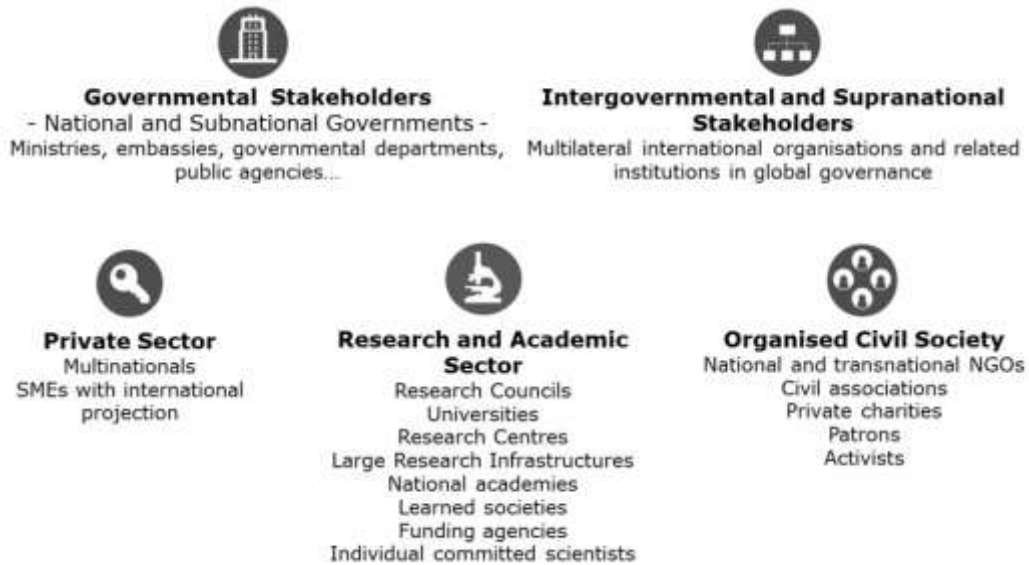 Governmental Stakeholders
- National and Subnational Governments -
Ministries, embassies, governmental departments,
public agencies...
Intergovernmental and Supranational
Stakeholders
Multilateral international organisations and related
institutions in global governance
Private Sector
Multinationals
SMEs with international
projection
Research and Academic
Sector
Research Councils
Universities
Research Centres
Large Research Infrastructures
National academies
Learned societies
Funding agencies
Individual committed scientists
Organised Civil Society
National and transnational NGOs
Civil associations
Private charities
Patrons
Activists